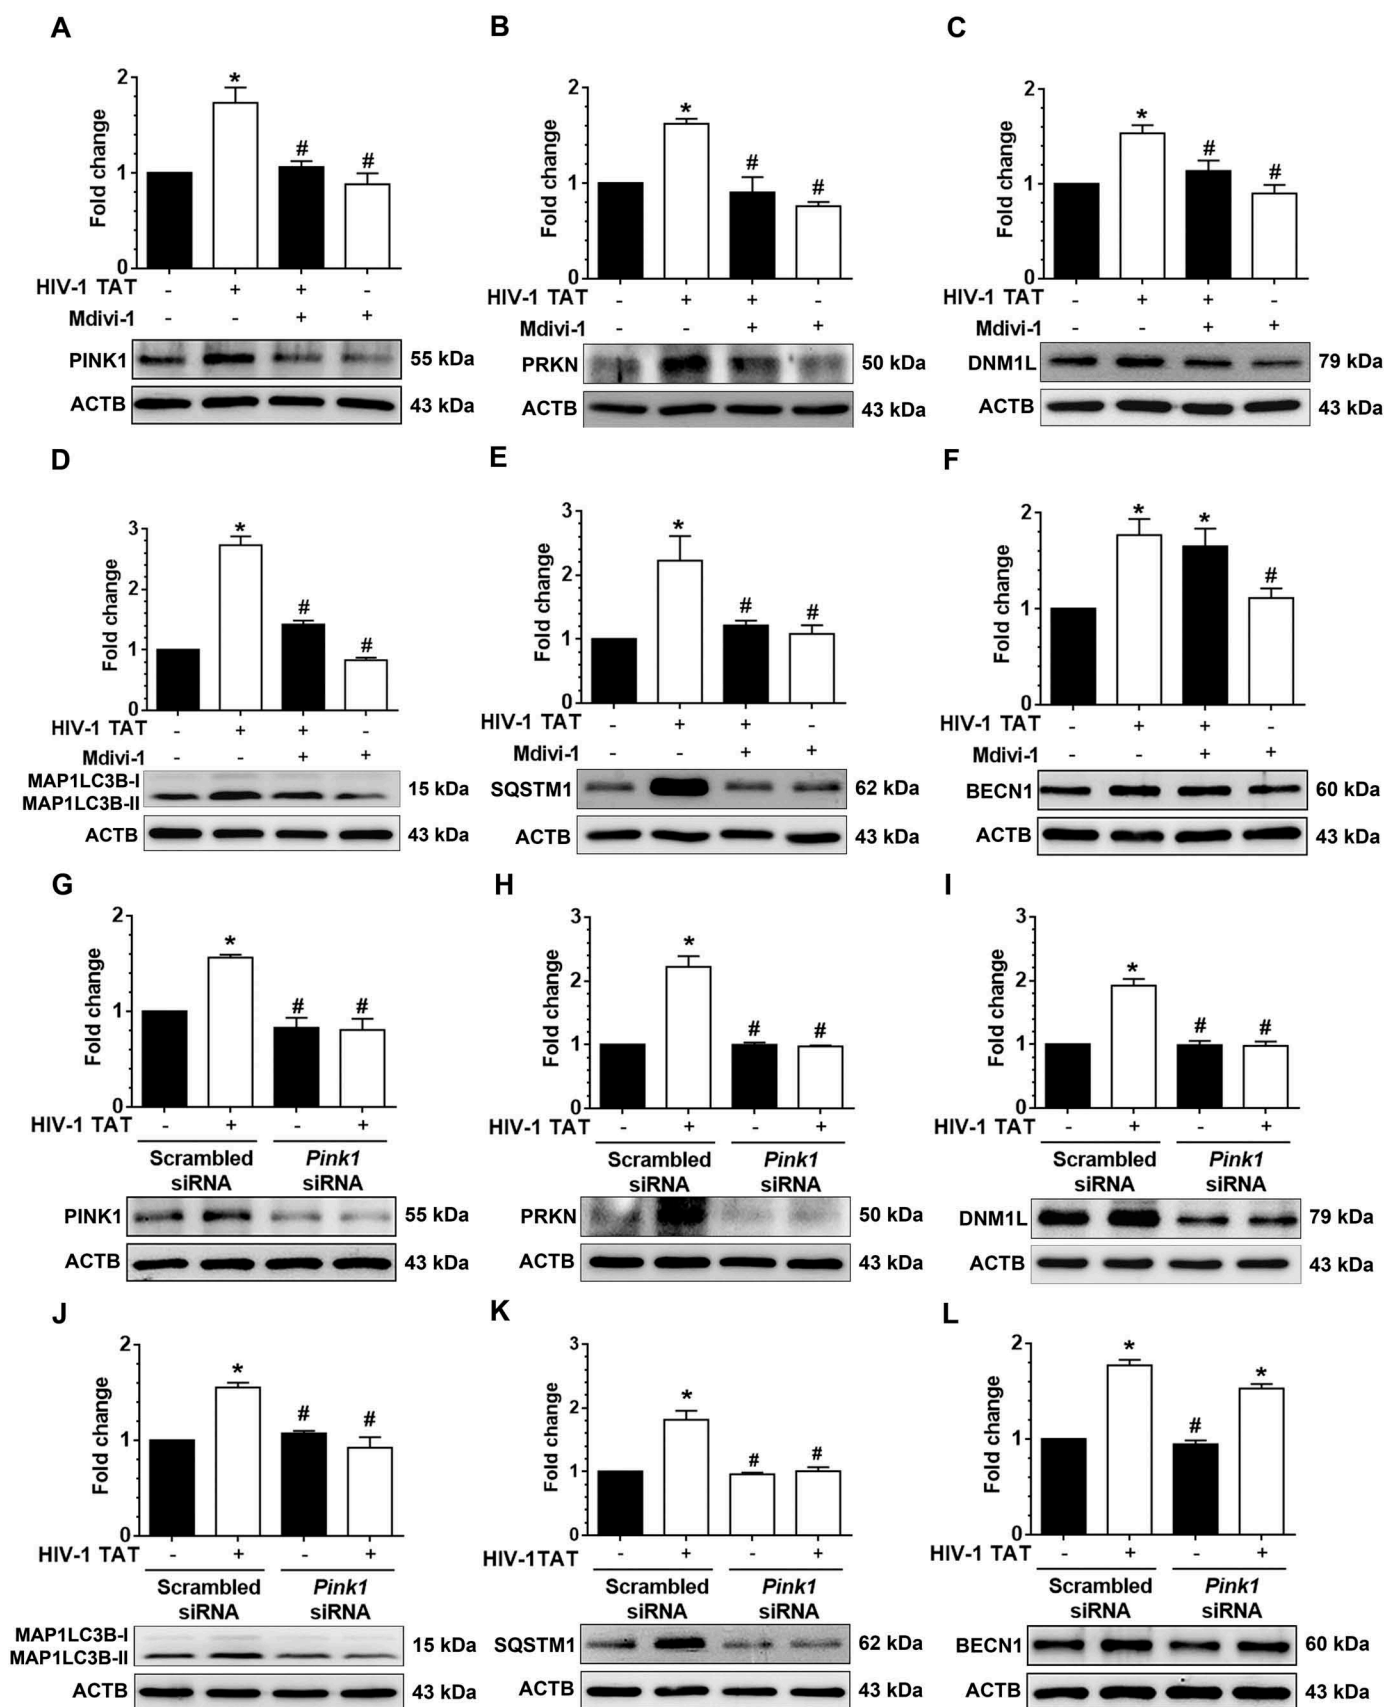 A
Fold change
2
1
0
*
#
#
HIV-1 TAT - + + -
Mdivi-1 - - + +
PINK1 55 kDa
ACTB 43 kDa
B
Fold change
2
1
0
*
#
#
HIV-1 TAT - + + -
Mdivi-1 - - + +
PRKN 50 kDa
ACTB 43 kDa
C
Fold change
2
1
0
*
#
#
HIV-1 TAT - + + -
Mdivi-1 - - + +
DNM1L 79 kDa
ACTB 43 kDa
D
Fold change
3
2
1
0
*
#
#
HIV-1 TAT - + + -
Mdivi-1 - - + +
MAP1LC3B-I
MAP1LC3B-II 15 kDa
ACTB 43 kDa
E
Fold change
3
2
1
0
*
#
#
HIV-1 TAT - + + -
Mdivi-1 - - + +
SQSTM1 62 kDa
ACTB 43 kDa
F
Fold change
2
1
0
*
*
#
HIV-1 TAT - + + -
Mdivi-1 - - + +
BECN1 60 kDa
ACTB 43 kDa
G
Fold change
2
1
0
*
#
#
HIV-1 TAT - + - +
Scrambled Pink1
siRNA siRNA
PINK1 55 kDa
ACTB 43 kDa
H
Fold change
3
2
1
0
*
#
#
HIV-1 TAT - + - +
Scrambled Pink1
siRNA siRNA
PRKN 50 kDa
ACTB 43 kDa
I
Fold change
3
2
1
0
*
#
#
HIV-1 TAT - + - +
Scrambled Pink1
siRNA siRNA
DNM1L 79 kDa
ACTB 43 kDa
J
Fold change
2
1
0
*
#
#
HIV-1 TAT - + - +
Scrambled Pink1
siRNA siRNA
MAP1LC3B-I
MAP1LC3B-II 15 kDa
ACTB 43 kDa
K
Fold change
3
2
1
0
*
#
#
HIV-1TAT - + - +
Scrambled Pink1
siRNA siRNA
SQSTM1 62 kDa
ACTB 43 kDa
L
Fold change
2
1
0
*
#
*
HIV-1 TAT - + - +
Scrambled Pink1
siRNA siRNA
BECN1 60 kDa
ACTB 43 kDa